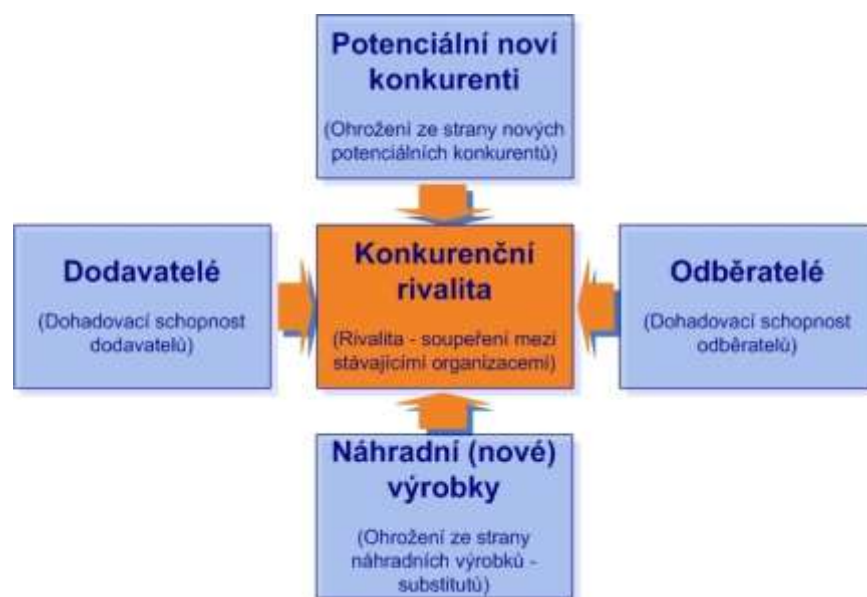 Potenciální noví
konkurenti
(Ohrožení ze strany nových
potenciálních konkurentů)
Dodavatelé
(Dohadovací schopnost
dodavatelů)
Konkurenční
rivalita
(Rivalita - soupeření mezi
stávajícími organizacemi)
Odběratelé
(Dohadovací schopnost
odběratelů)
Náhradní (nové)
výrobky
(Ohrožení ze strany
náhradních výrobků -
substitutů)